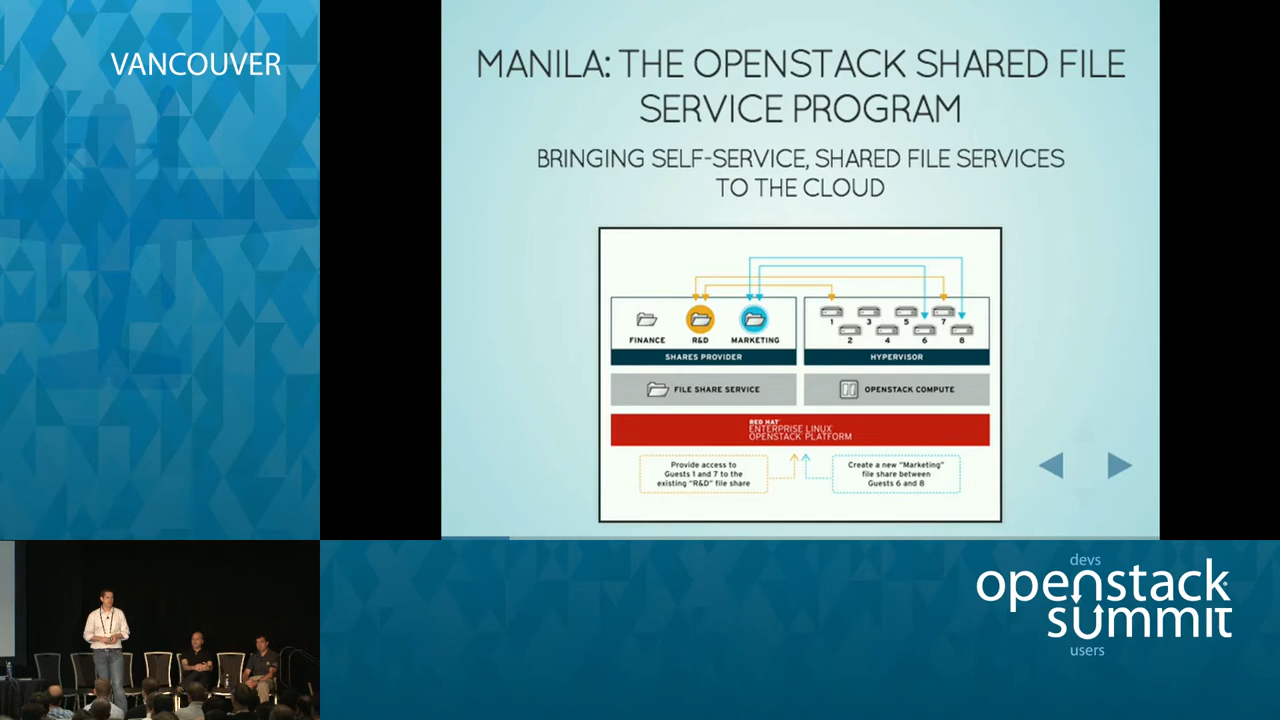 VANCOUVER
MANILA: THE OPENSTACK SHARED FILE
SERVICE PROGRAM
BRINGING SELF-SERVICE, SHARED FILE SERVICES
TO THE CLOUD
FINANCE R&D MARKETING
SHARES PROVIDER
1 3 5 7
2 4 6 8
HYPERVISOR
FILE SHARE SERVICE
OPENSTACK COMPUTE
RED HAT
ENTERPRISE LINUX
OPENSTACK PLATFORM
Provide access to
Guests 1 and 7 to the
existing "R&D" file share
Create a new "Marketing"
file share between
Guests 6 and 8
devs
openstack
summit
users